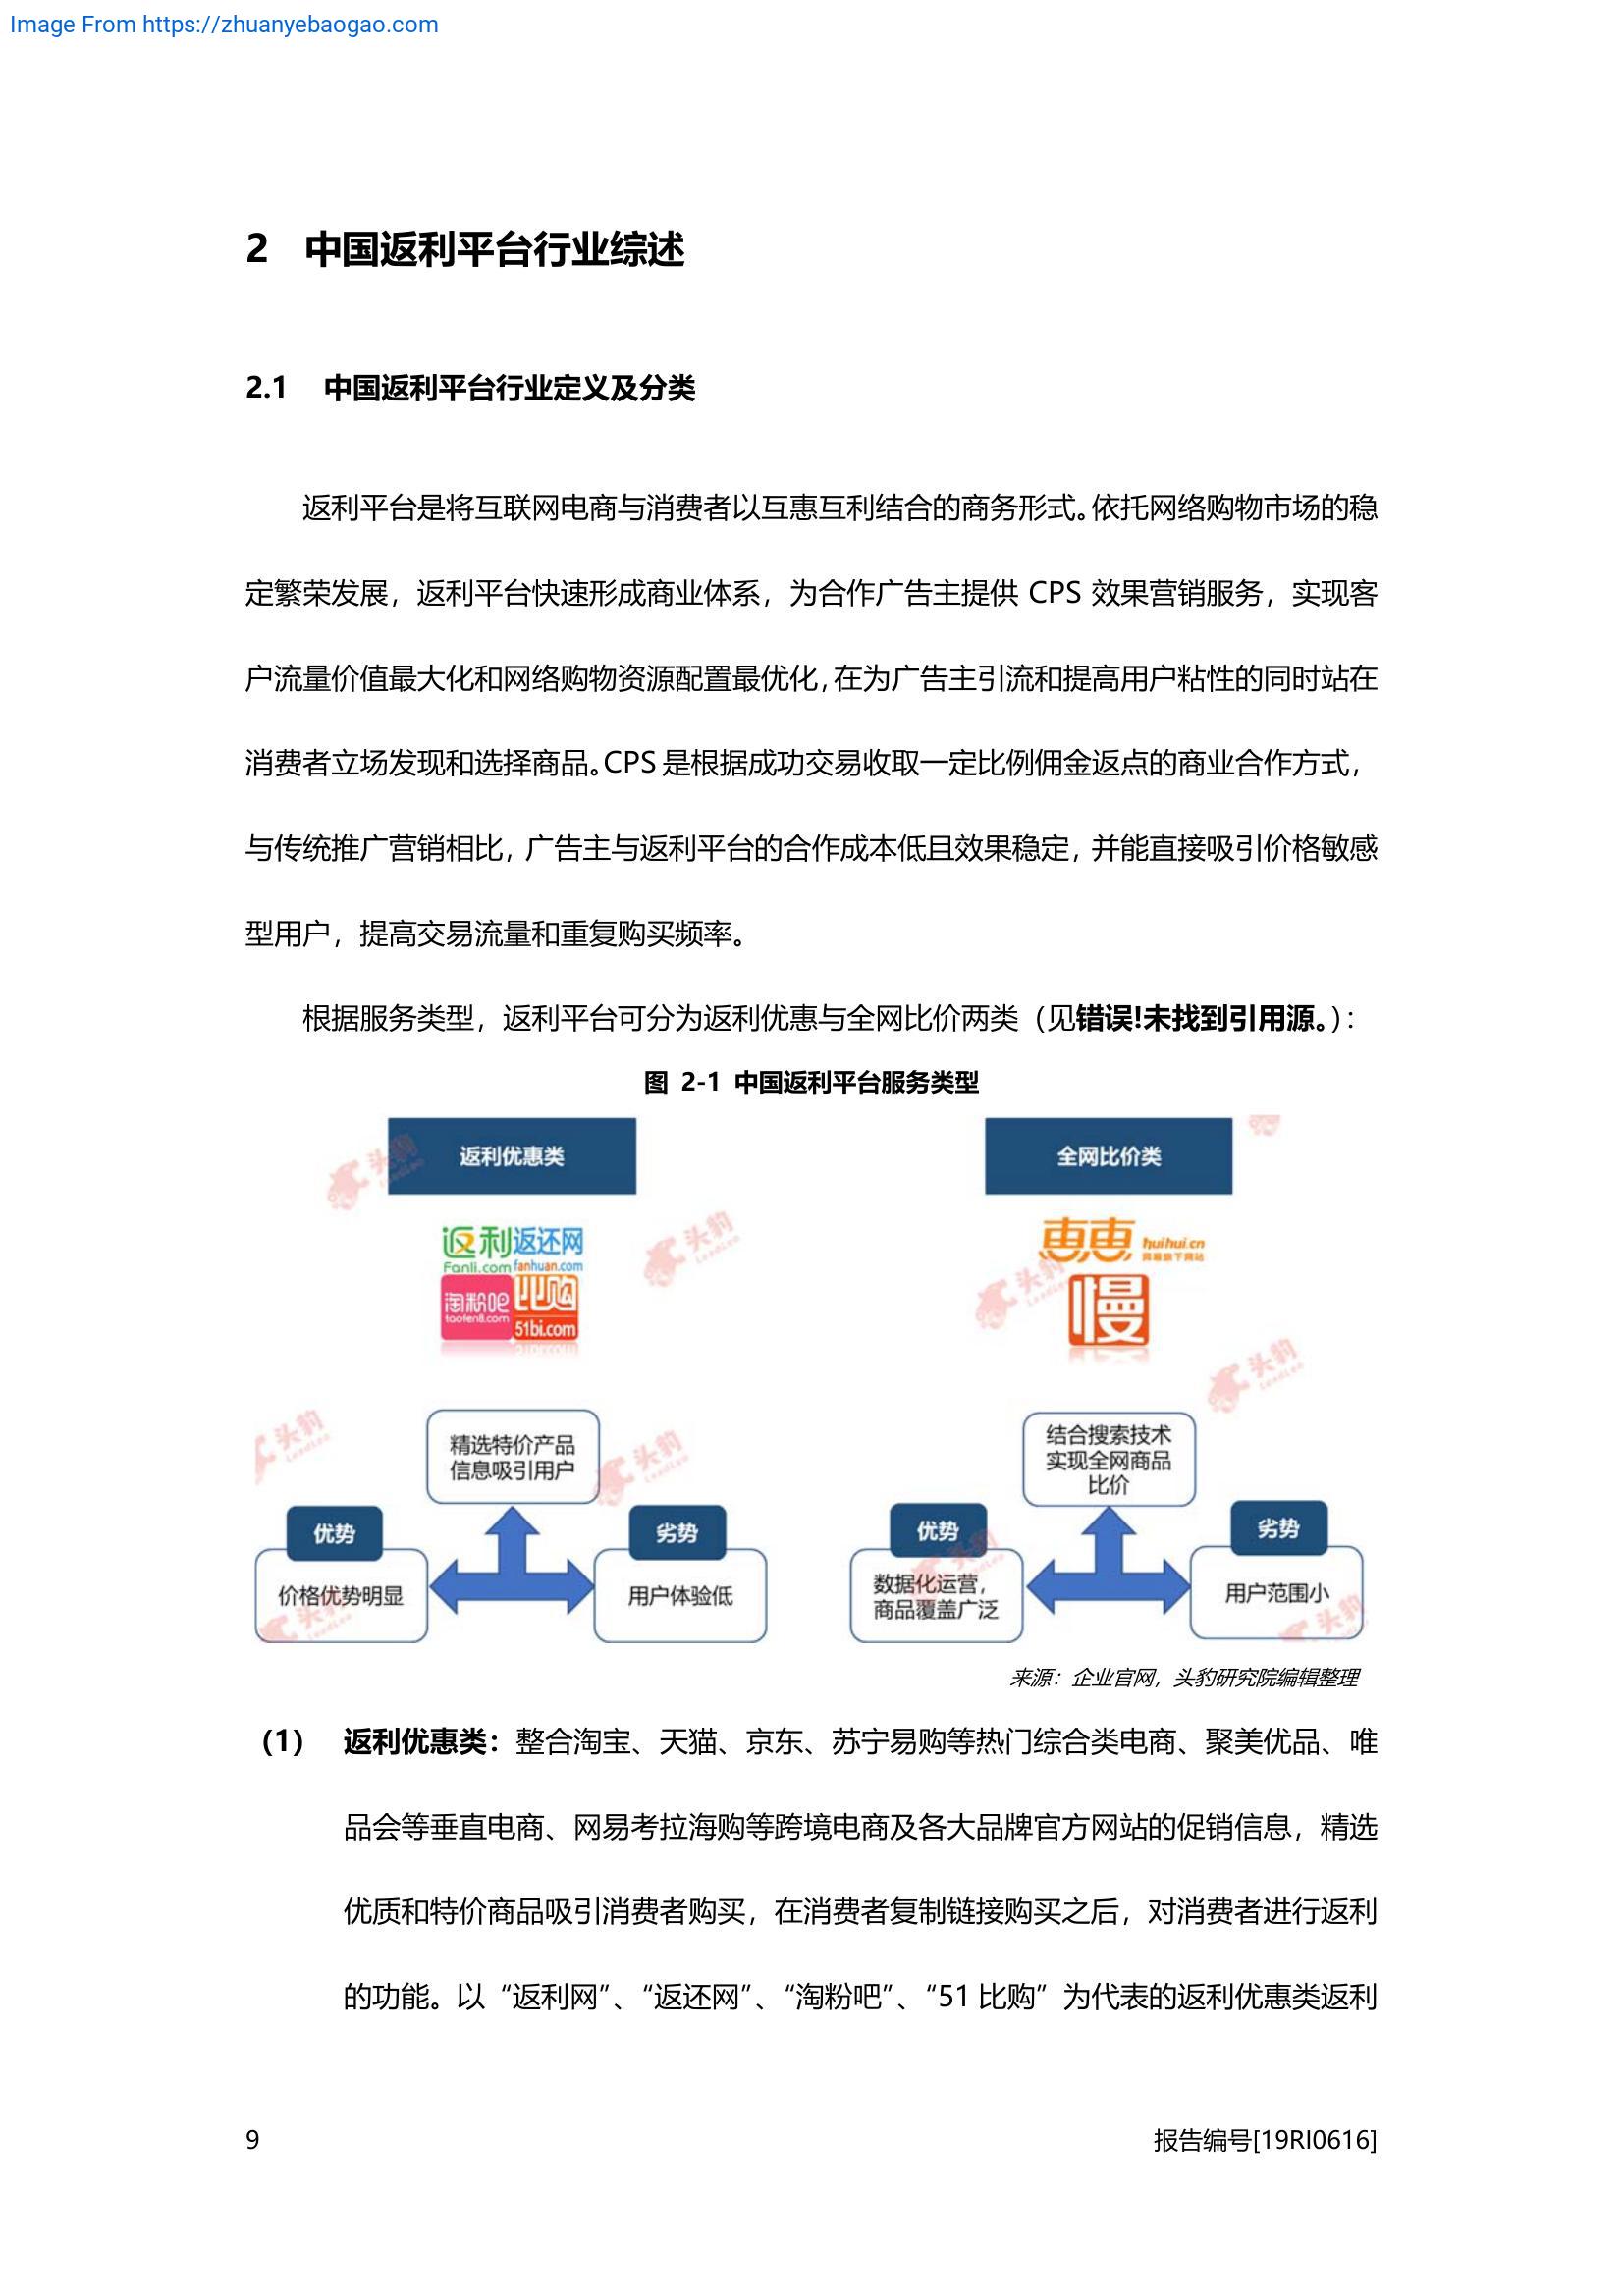 Image From https://zhuanyebaogao.com
2 中国返利平台行业综述
2.1 中国返利平台行业定义及分类
返利平台是将互联网电商与消费者以互惠互利结合的商务形式。依托网络购物市场的稳
定繁荣发展，返利平台快速形成商业体系，为合作广告主提供 CPS 效果营销服务，实现客
户流量价值最大化和网络购物资源配置最优化，在为广告主引流和提高用户粘性的同时站在
消费者立场发现和选择商品。CPS 是根据成功交易收取一定比例佣金返点的商业合作方式，
与传统推广营销相比，广告主与返利平台的合作成本低且效果稳定，并能直接吸引价格敏感
型用户，提高交易流量和重复购买频率。
根据服务类型，返利平台可分为返利优惠与全网比价两类（见错误!未找到引用源。）：
图 2-1 中国返利平台服务类型
返利优惠类
全网比价类
返利 返还网
Fanli.com fanhuan.com
淘粉吧 比购
taofen8.com 51bi.com
惠惠 huihui.cn
慢
精选特价产品
信息吸引用户
优势
价格优势明显
劣势
用户体验低
结合搜索技术
实现全网商品
比价
优势
数据化运营，
商品覆盖广泛
劣势
用户范围小
头豹
LeadLeo
来源：企业官网，头豹研究院编辑整理
（1） 返利优惠类：整合淘宝、天猫、京东、苏宁易购等热门综合类电商、聚美优品、唯
品会等垂直电商、网易考拉海购等跨境电商及各大品牌官方网站的促销信息，精选
优质和特价商品吸引消费者购买，在消费者复制链接购买之后，对消费者进行返利
的功能。以“返利网”、“返还网”、“淘粉吧”、“51 比购”为代表的返利优惠类返利
9
报告编号[19RI0616]